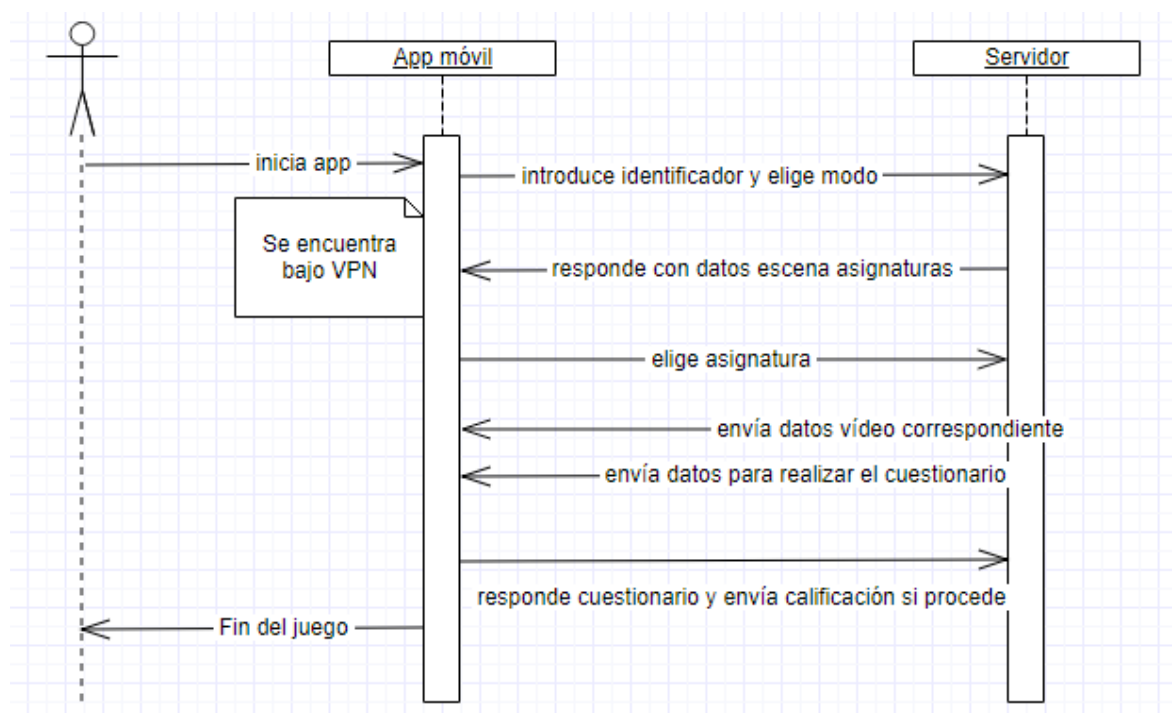 App móvil
Servidor
inicia app
introduce identificador y elige modo
Se encuentra
bajo VPN
responde con datos escena asignaturas
elige asignatura
envía datos vídeo correspondiente
envía datos para realizar el cuestionario
responde cuestionario y envía calificación si procede
Fin del juego